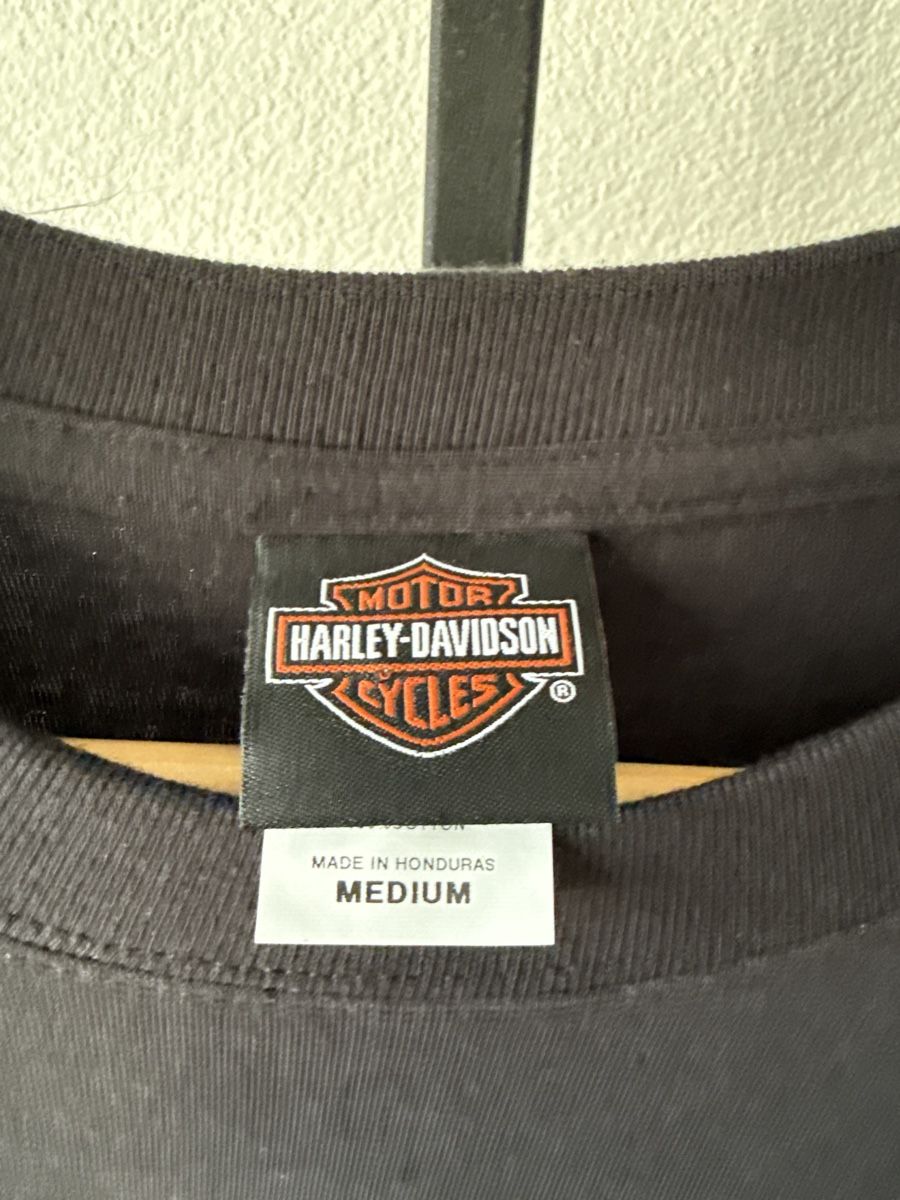 MOTOR
HARLEY-DAVIDSON
CYCLES
®
MADE IN HONDURAS
MEDIUM